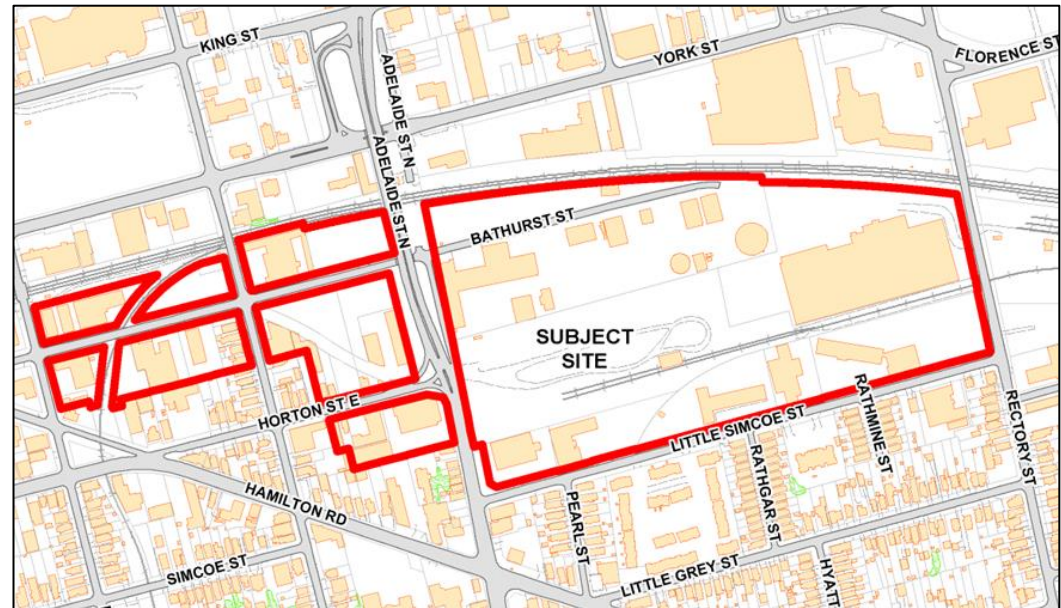 KING ST
YORK ST
FLORENCE ST
ADELAIDE ST N
ADELAIDE ST N
BATHURST ST
SUBJECT
SITE
HORTON ST E
HAMILTON RD
SIMCOE ST
LITTLE SIMCOE ST
RATHMINE ST
RATHGAR ST
RECTORY ST
PEARL ST
LITTLE GREY ST
HYATT